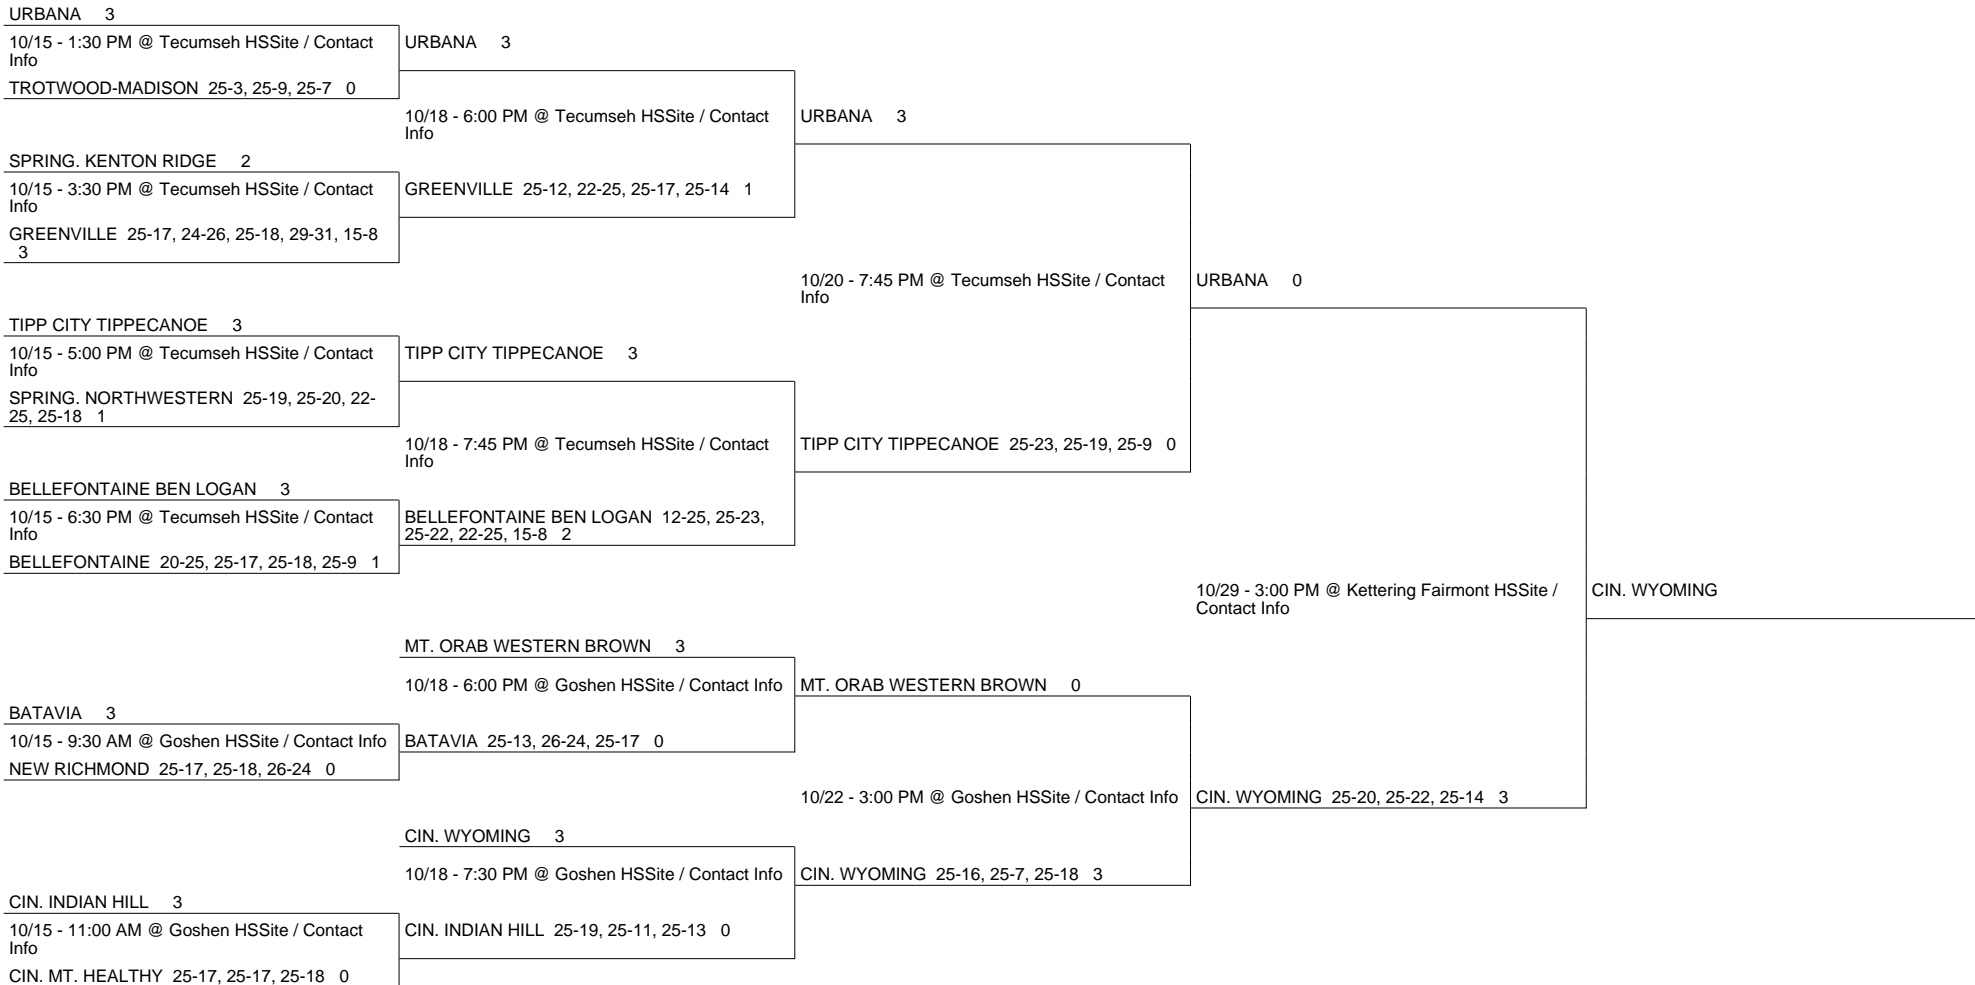 URBANA 3
10/15 - 1:30 PM @ Tecumseh HSSite / Contact
Info
TROTWOOD-MADISON 25-3, 25-9, 25-7 0
SPRING. KENTON RIDGE 2
10/15 - 3:30 PM @ Tecumseh HSSite / Contact
Info
GREENVILLE 25-17, 24-26, 25-18, 29-31, 15-8
3
TIPP CITY TIPPECANOE 3
10/15 - 5:00 PM @ Tecumseh HSSite / Contact
Info
SPRING. NORTHWESTERN 25-19, 25-20, 22-
25, 25-18 1
BELLEFONTAINE BEN LOGAN 3
10/15 - 6:30 PM @ Tecumseh HSSite / Contact
Info
BELLEFONTAINE 20-25, 25-17, 25-18, 25-9 1
BATAVIA 3
10/15 - 9:30 AM @ Goshen HSSite / Contact Info
NEW RICHMOND 25-17, 25-18, 26-24 0
CIN. INDIAN HILL 3
10/15 - 11:00 AM @ Goshen HSSite / Contact
Info
CIN. MT. HEALTHY 25-17, 25-17, 25-18 0
URBANA 3
10/18 - 6:00 PM @ Tecumseh HSSite / Contact
Info
GREENVILLE 25-12, 22-25, 25-17, 25-14 1
TIPP CITY TIPPECANOE 3
10/18 - 7:45 PM @ Tecumseh HSSite / Contact
Info
BELLEFONTAINE BEN LOGAN 12-25, 25-23,
25-22, 22-25, 15-8 2
MT. ORAB WESTERN BROWN 3
10/18 - 6:00 PM @ Goshen HSSite / Contact Info
BATAVIA 25-13, 26-24, 25-17 0
CIN. WYOMING 3
10/18 - 7:30 PM @ Goshen HSSite / Contact Info
CIN. INDIAN HILL 25-19, 25-11, 25-13 0
URBANA 3
10/20 - 7:45 PM @ Tecumseh HSSite / Contact
Info
TIPP CITY TIPPECANOE 25-23, 25-19, 25-9 0
MT. ORAB WESTERN BROWN 0
10/22 - 3:00 PM @ Goshen HSSite / Contact Info
CIN. WYOMING 25-16, 25-7, 25-18 3
URBANA 0
10/29 - 3:00 PM @ Kettering Fairmont HSSite /
Contact Info
CIN. WYOMING 25-20, 25-22, 25-14 3
CIN. WYOMING